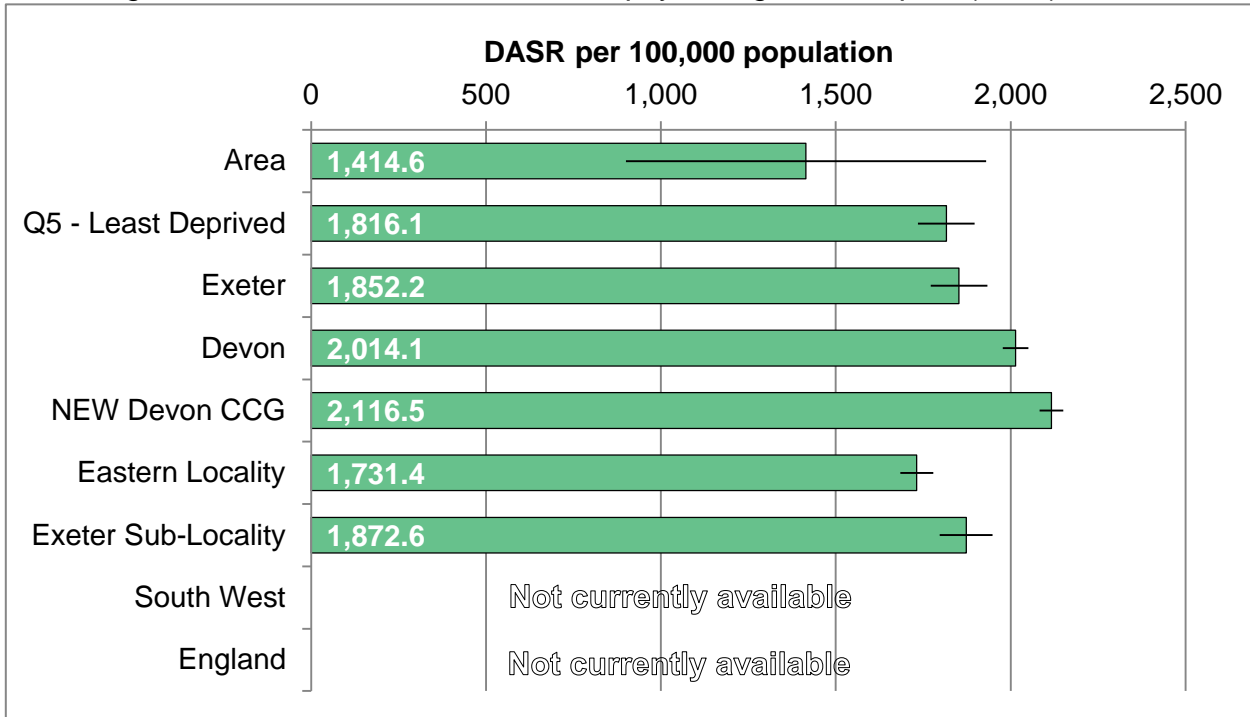 DASR per 100,000 population
0 500 1,000 1,500 2,000 2,500
Area 1,414.6
Q5 - Least Deprived 1,816.1
Exeter 1,852.2
Devon 2,014.1
NEW Devon CCG 2,116.5
Eastern Locality 1,731.4
Exeter Sub-Locality 1,872.6
South West Not currently available
England Not currently available